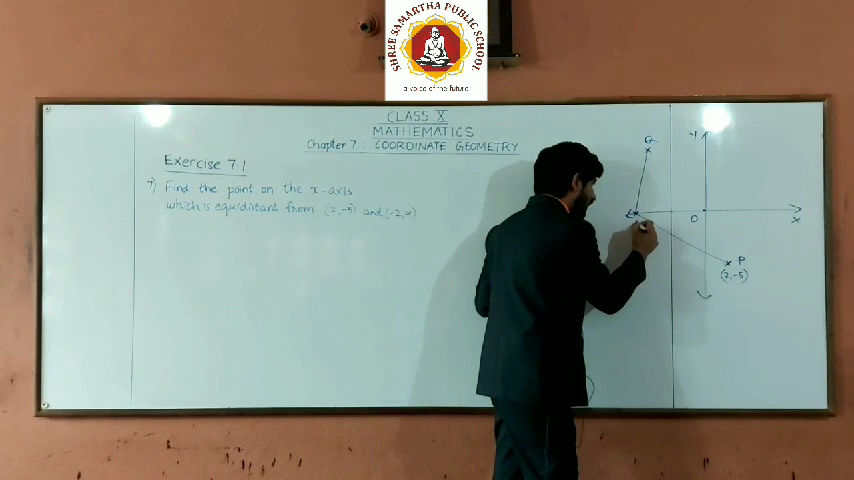 SHREE SAMARTHA PUBLIC SCHOOL
a voice of the future
CLASS X
MATHEMATICS
Chapter 7 : COORDINATE GEOMETRY
Exercise 7.1
7) Find the point on the x-axis
which is equidistant from (2,-5) and (-2,9)
Q
Y
O
X
P
(2,-5)